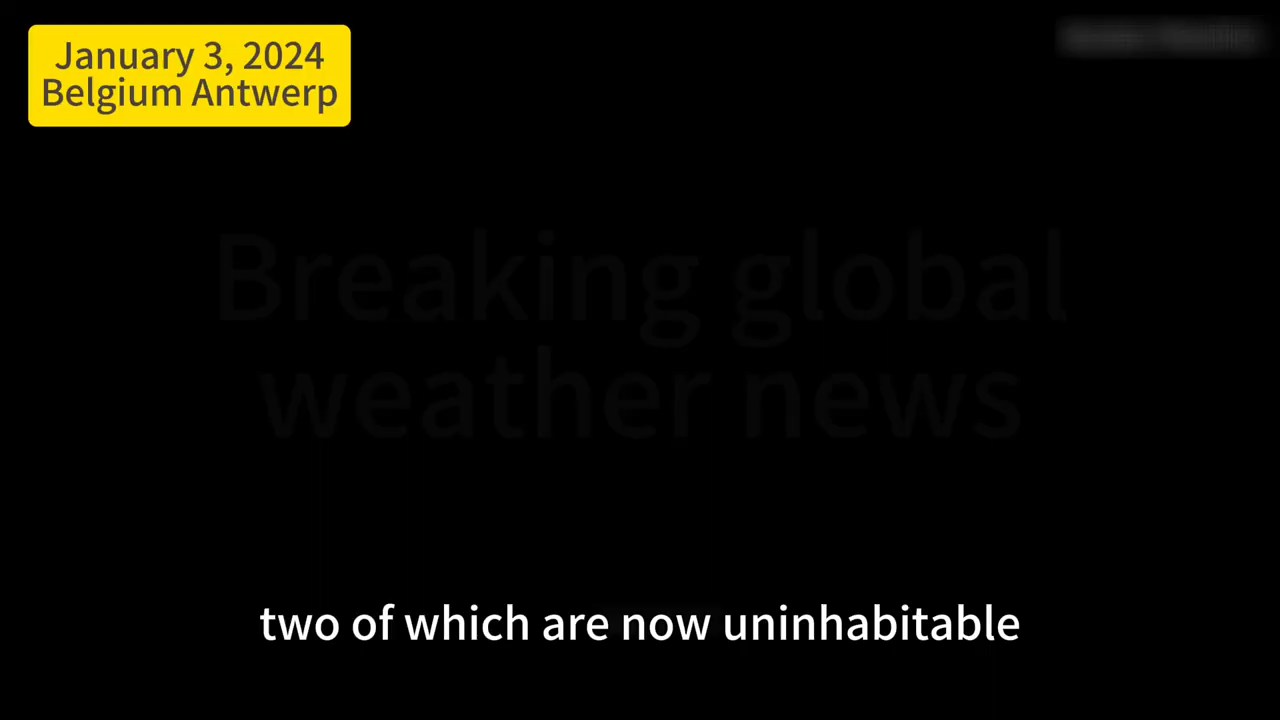 January 3, 2024
Belgium Antwerp
Breaking global
weather news
two of which are now uninhabitable